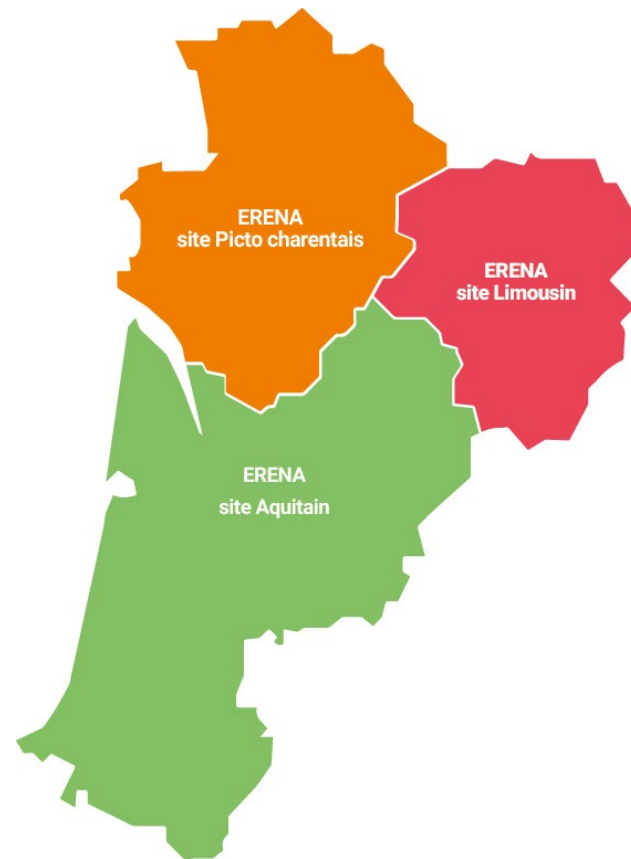 ERENA
site Picto charentais
ERENA
site Limousin
ERENA
site Aquitain